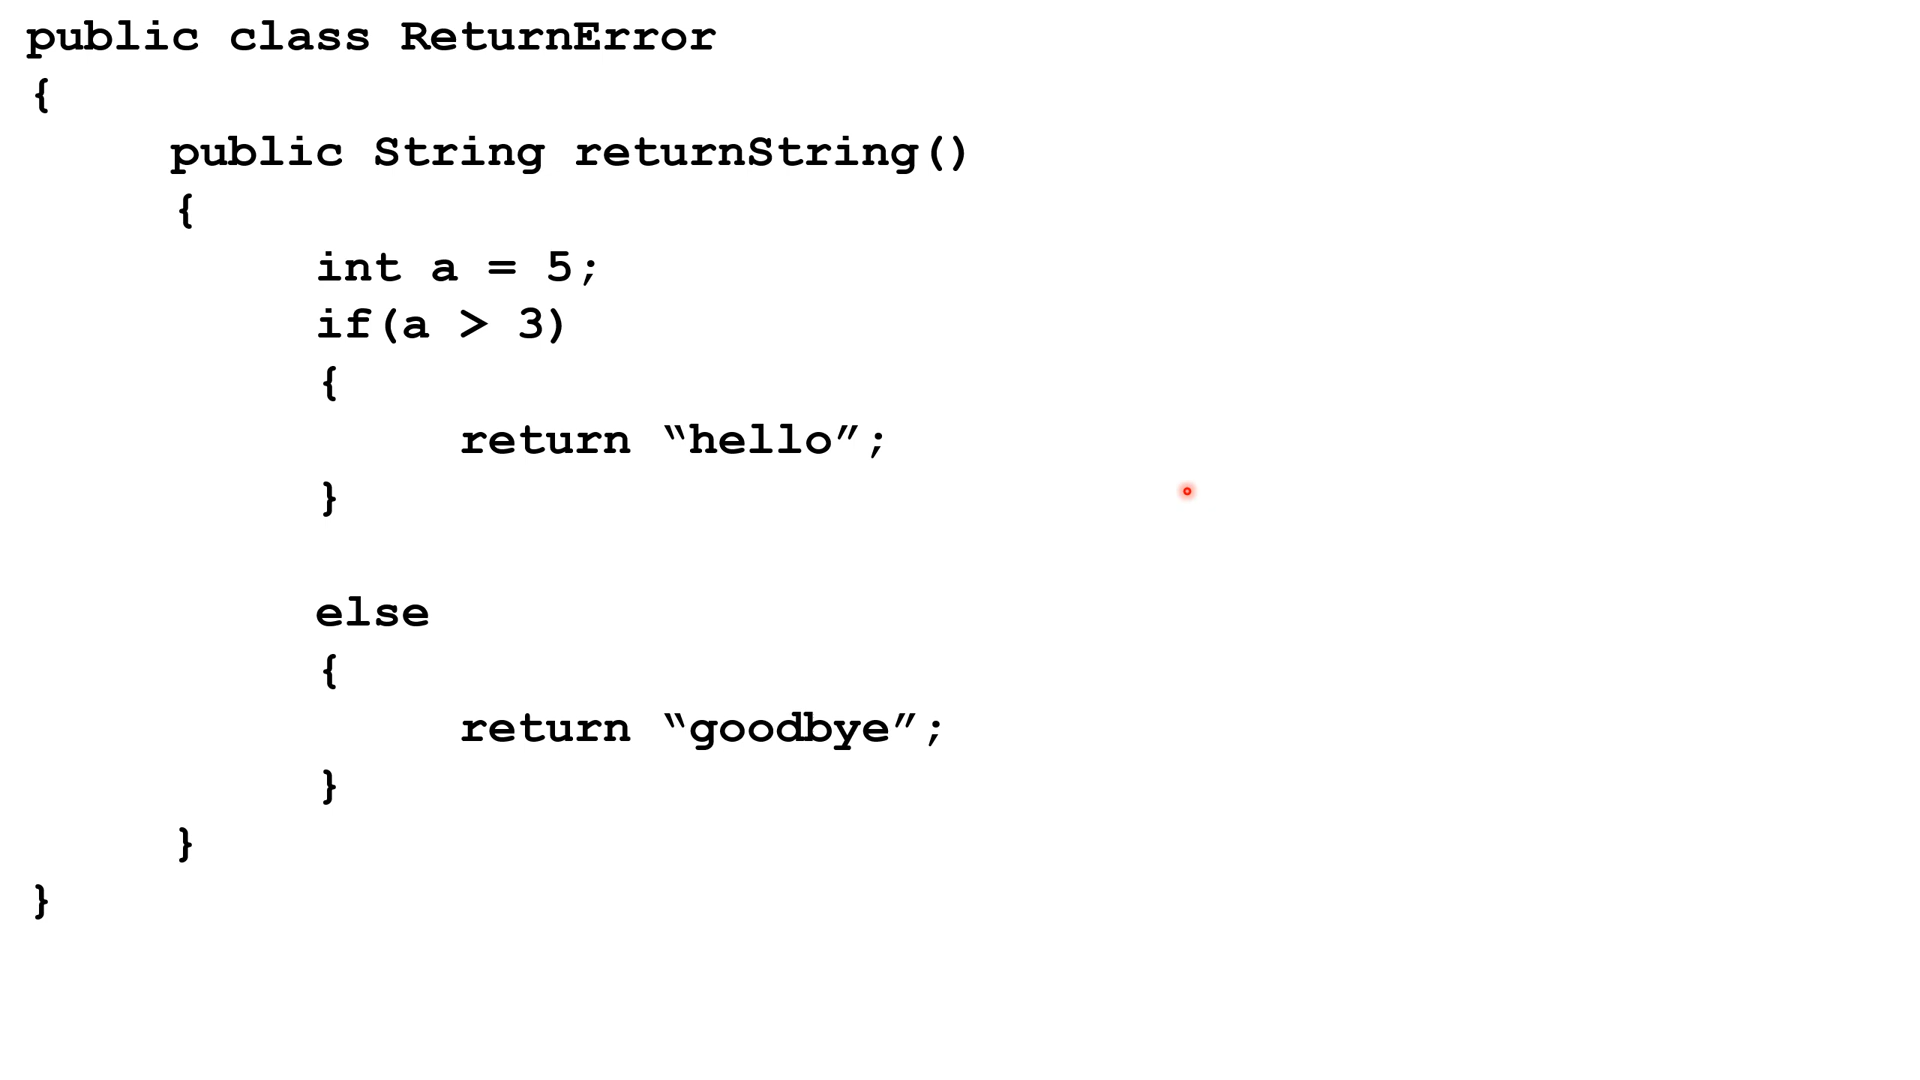 public class ReturnError
{
public String returnString()
{
int a = 5;
if(a > 3)
{
return “hello”;
}
else
{
return “goodbye”;
}
}
}